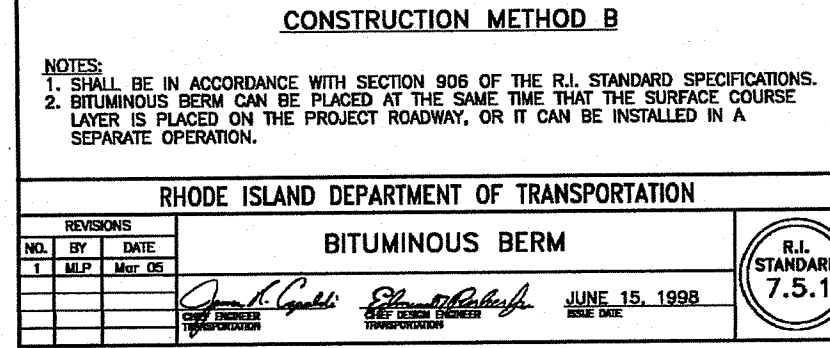 CONSTRUCTION METHOD B
NOTES:
1. SHALL BE IN ACCORDANCE WITH SECTION 906 OF THE R.I. STANDARD SPECIFICATIONS.
2. BITUMINOUS BERM CAN BE PLACED AT THE SAME TIME THAT THE SURFACE COURSE
LAYER IS PLACED ON THE PROJECT ROADWAY, OR IT CAN BE INSTALLED IN A
SEPARATE OPERATION.
RHODE ISLAND DEPARTMENT OF TRANSPORTATION
REVISIONS
NO. BY DATE
1 MLP Mar 05
BITUMINOUS BERM
CHIEF ENGINEER
TRANSPORTATION
CHIEF DESIGN ENGINEER
TRANSPORTATION
JUNE 15, 1998
ISSUE DATE
R.I.
STANDARD
7.5.1